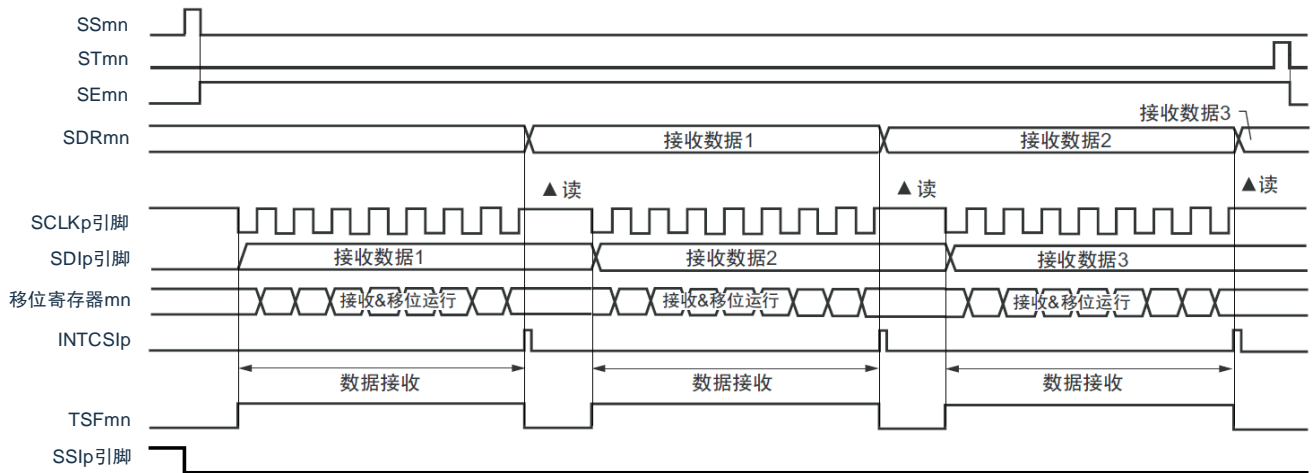 SSmn
STmn
SEmn
接收数据3
SDRmn 接收数据1 接收数据2
▲读 ▲读 ▲读
SCLKp引脚
SDIp引脚 接收数据1 接收数据2 接收数据3
移位寄存器mn 接收&移位运行 接收&移位运行 接收&移位运行
INTCSIp
数据接收 数据接收 数据接收
TSFmn
SSIp引脚